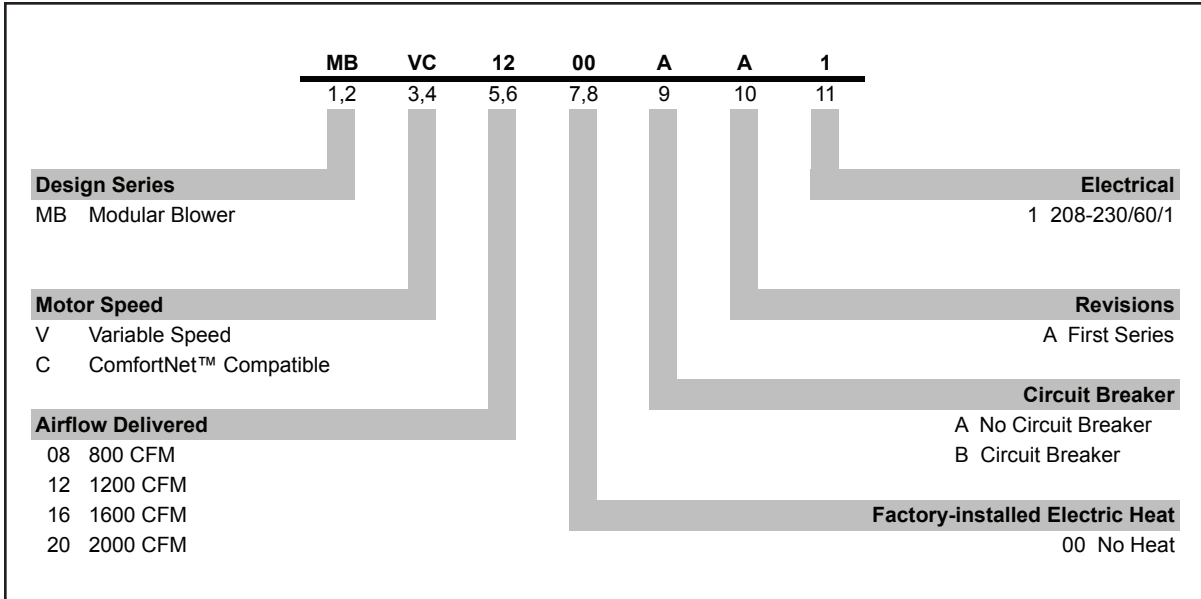 MB VC 12 00 A A 1
1,2 3,4 5,6 7,8 9 10 11
Design Series
MB Modular Blower
Electrical
1 208-230/60/1
Motor Speed
V Variable Speed
C ComfortNet™ Compatible
Revisions
A First Series
Circuit Breaker
A No Circuit Breaker
B Circuit Breaker
Airflow Delivered
08 800 CFM
12 1200 CFM
16 1600 CFM
20 2000 CFM
Factory-installed Electric Heat
00 No Heat